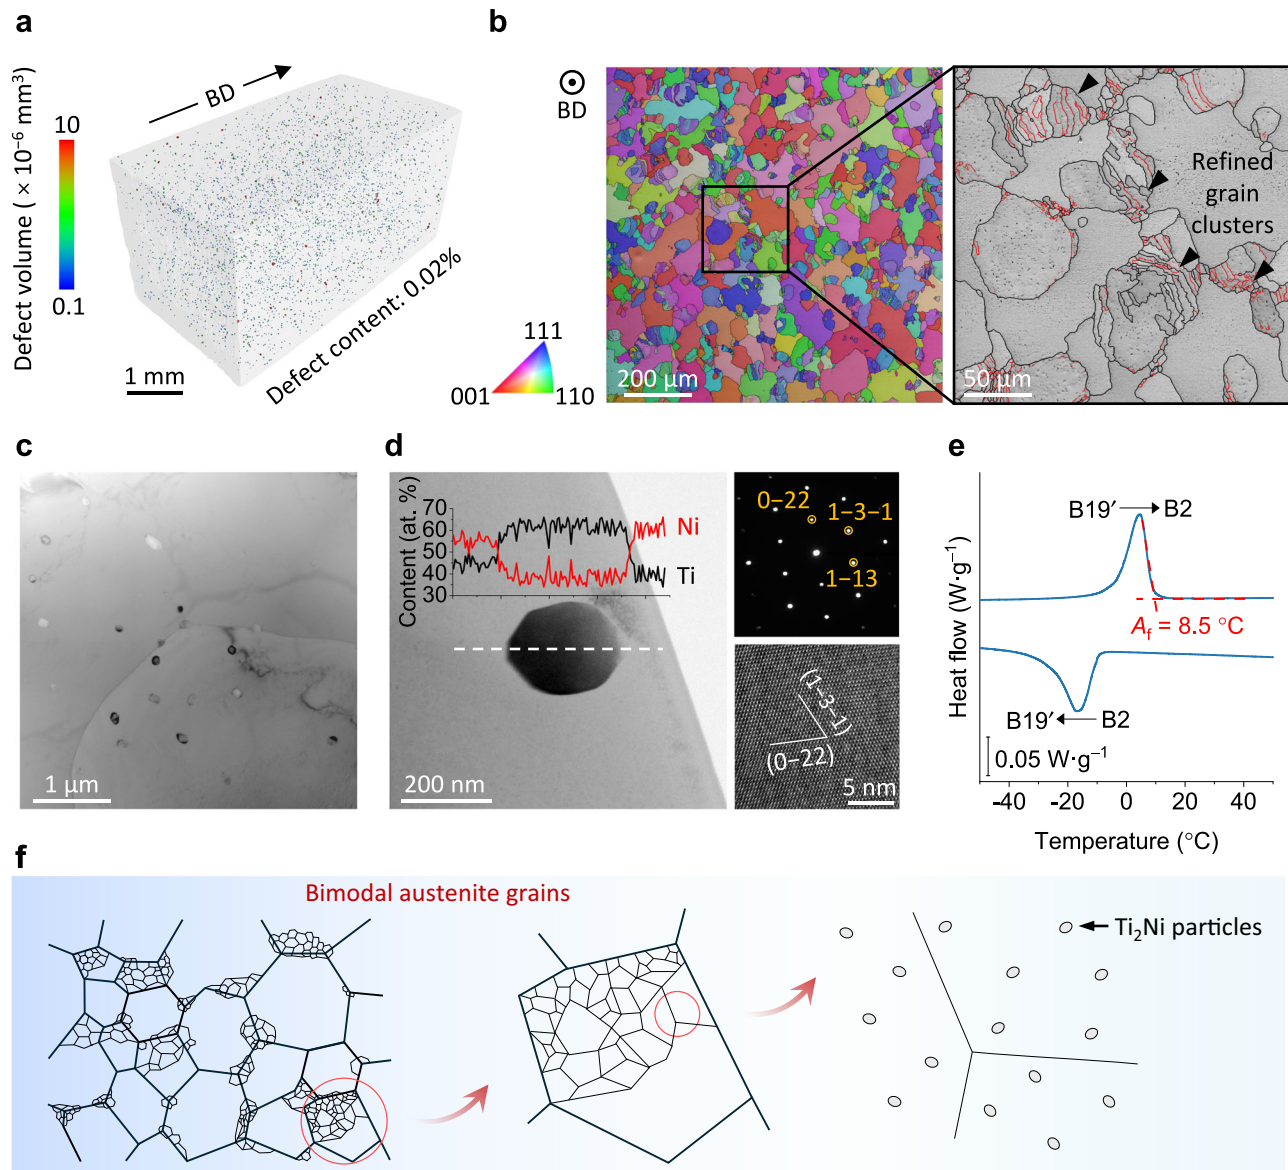 a
BD
Defect volume ( × 10⁻⁶ mm³)
10
0.1
1 mm
Defect content: 0.02%
b
BD
111
001
110
200 µm
Refined
grain
clusters
50 µm
c
1 µm
d
Content (at. %)
70
60
50
40
30
Ni
Ti
200 nm
0−22
1−3−1
1−13
(1−3−1)
(0−22)
5 nm
e
Heat flow (W·g⁻¹)
B19′ → B2
A_f = 8.5 °C
B19′ ← B2
0.05 W·g⁻¹
-40 -20 0 20 40
Temperature (°C)
f
Bimodal austenite grains
Ti₂Ni particles